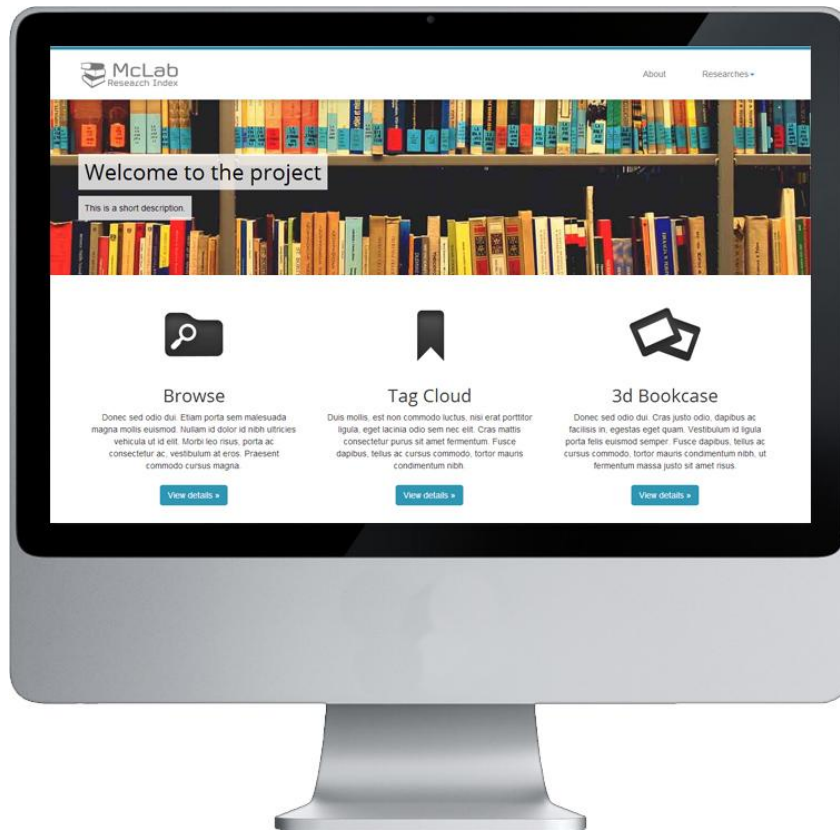 McLab
Research Index
About
Researches
Welcome to the project
This is a short description.
Browse
Donec sed odio dui. Etiam porta sem malesuada
magna mollis euismod. Nullam id dolor id nibh ultricies
vehicula ut id elit. Morbi leo risus, porta ac
consectetur ac, vestibulum at eros. Praesent
commodo cursus magna.
View details »
Tag Cloud
Duis mollis, est non commodo luctus, nisi erat porttitor
ligula, eget lacinia odio sem nec elit. Cras mattis
consectetur purus sit amet fermentum. Fusce
dapibus, tellus ac cursus commodo, tortor mauris
condimentum nibh.
View details »
3d Bookcase
Donec sed odio dui. Cras justo odio, dapibus ac
facilisis in, egestas eget quam. Vestibulum id ligula
porta felis euismod semper. Fusce dapibus, tellus ac
cursus commodo, tortor mauris condimentum nibh, ut
fermentum massa justo sit amet risus.
View details »